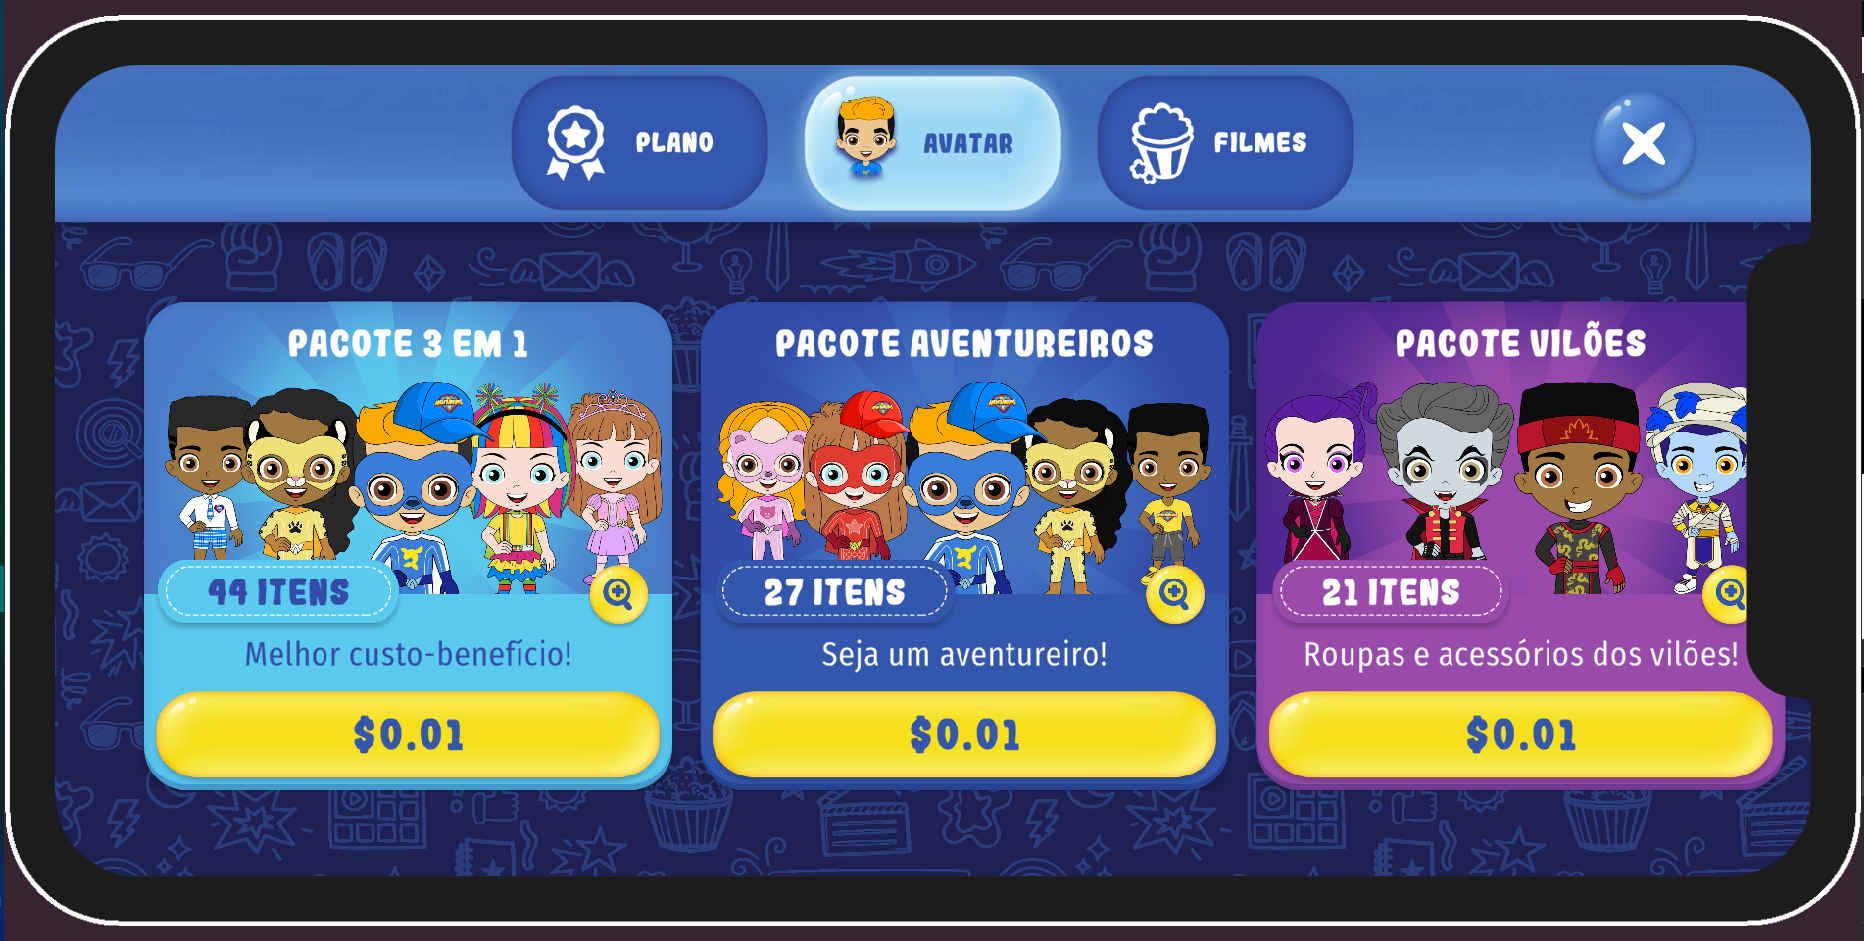 PLANO
AVATAR
FILMES
PACOTE 3 EM 1
44 ITENS
Melhor custo-benefício!
$0.01
PACOTE AVENTUREIROS
27 ITENS
Seja um aventureiro!
$0.01
PACOTE VILÕES
21 ITENS
Roupas e acessórios dos vilões!
$0.01